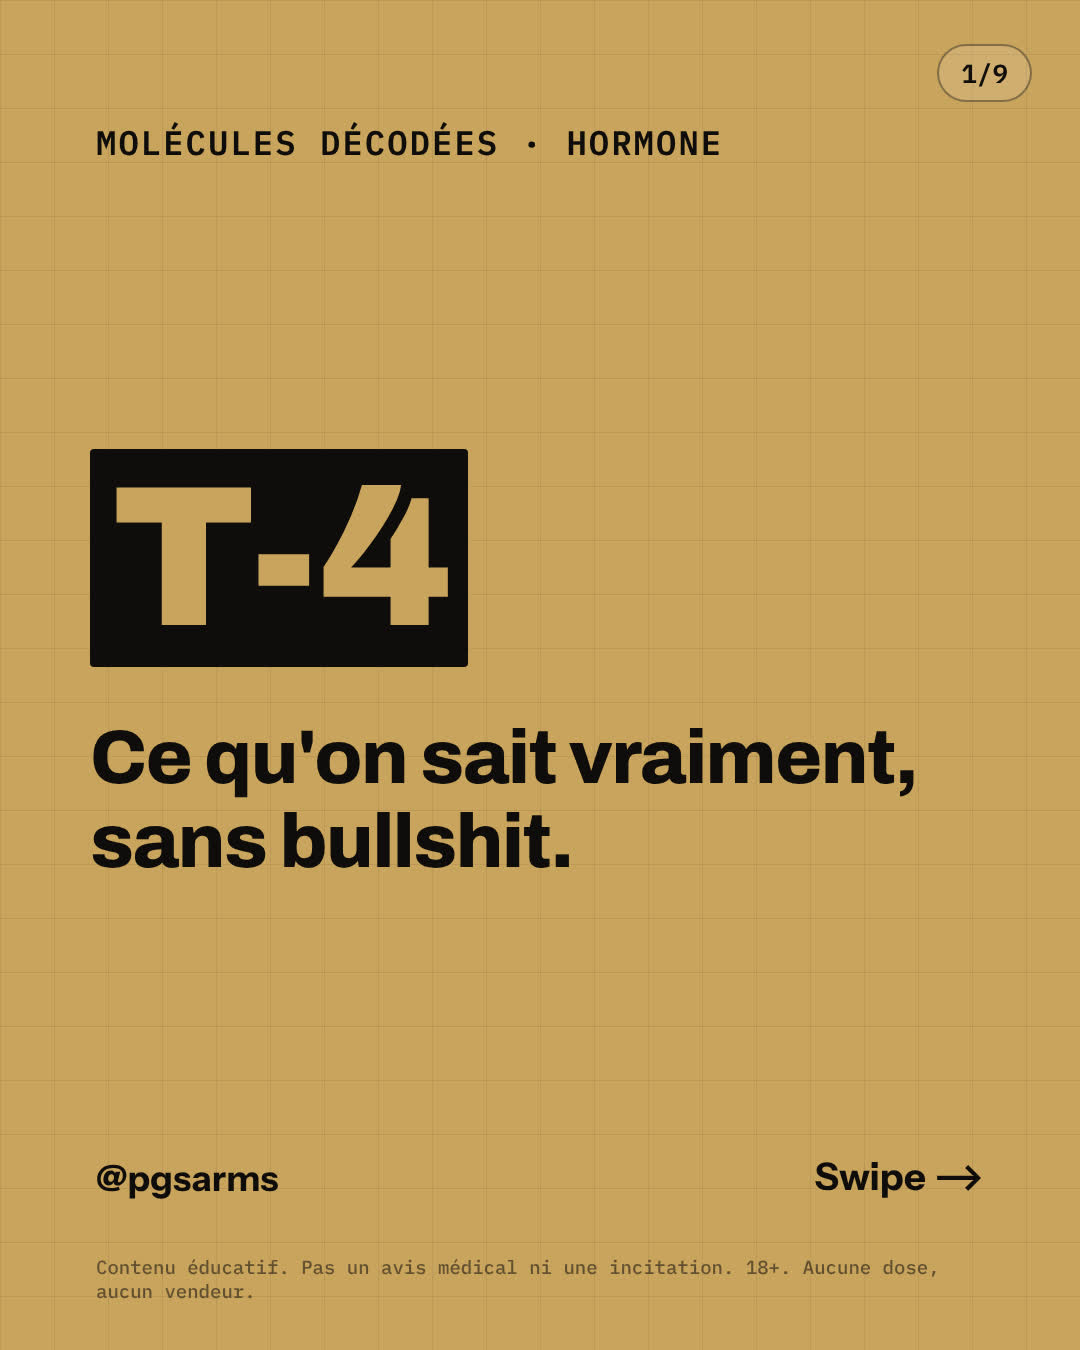 1/9
MOLÉCULES DÉCODÉES · HORMONE
T-4
Ce qu'on sait vraiment,
sans bullshit.
@pgsarms
Swipe →
Contenu éducatif. Pas un avis médical ni une incitation. 18+. Aucune dose,
aucun vendeur.